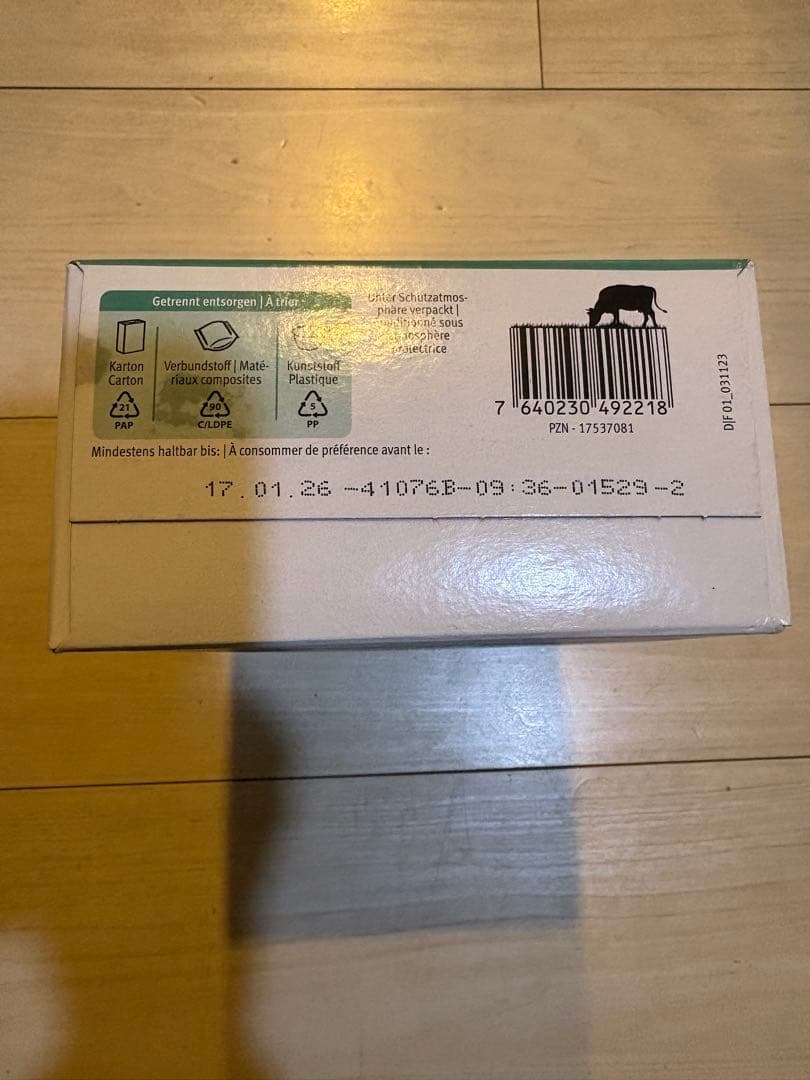 Getrennt entsorgen | À trier
Karton
Carton
21
PAP
Verbundstoff | Maté-
riaux composites
90
C/LDPE
Kunststoff
Plastique
5
PP
Unter Schutzatmos-
phäre verpackt |
sous
protectrice
7 640230 492218
PZN - 17537081
DJF01_031123
Mindestens haltbar bis: | À consommer de préférence avant le :
17.01.26 -41076B-09:36-01529-2